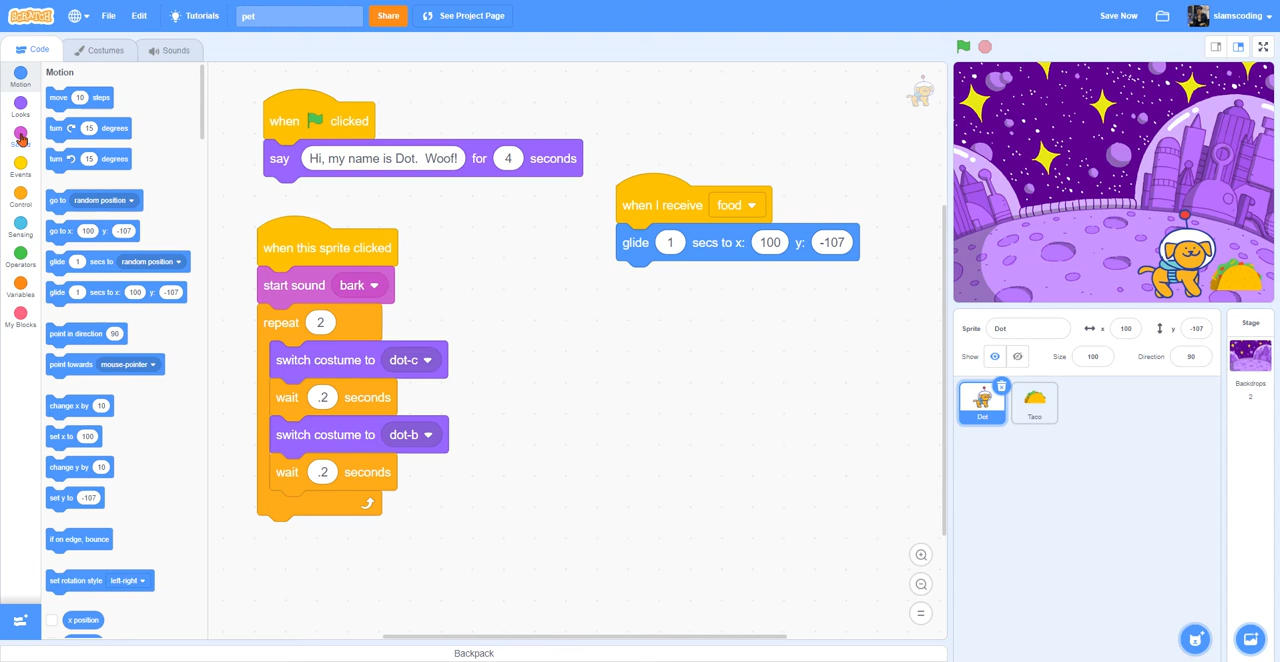 SCRATCH File Edit Tutorials pet Share See Project Page Save Now slamscoding
Code Costumes Sounds
Motion
Looks
Events
Control
Sensing
Operators
Variables
My Blocks
Motion
move 10 steps
turn 15 degrees
turn 15 degrees
go to random position
go to x: 100 y: -107
glide 1 secs to random position
glide 1 secs to x: 100 y: -107
point in direction 90
point towards mouse-pointer
change x by 10
set x to 100
change y by 10
set y to -107
if on edge, bounce
set rotation style left-right
x position
when clicked
say Hi, my name is Dot. Woof! for 4 seconds
when this sprite clicked
start sound bark
repeat 2
switch costume to dot-c
wait .2 seconds
switch costume to dot-b
wait .2 seconds
when I receive food
glide 1 secs to x: 100 y: -107
Backpack
Sprite Dot x 100 y -107
Show Size 100 Direction 90
Dot
Taco
Stage
Backdrops
2